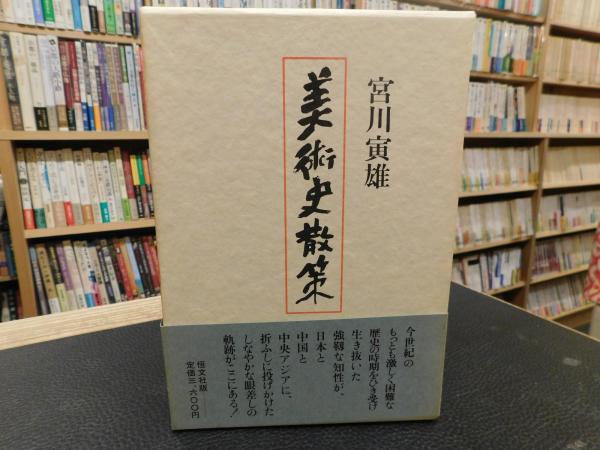 宮川寅雄
美術史散策
今世紀の
もっとも激しく困難な
歴史の時期をひき受け
生き抜いた
強靱な知性が、
日本と
中国と
中央アジアに、
折ふしに投げかけた
しなやかな眼差しの
軌跡がここにある!
恒文社版
定価三、六〇〇円